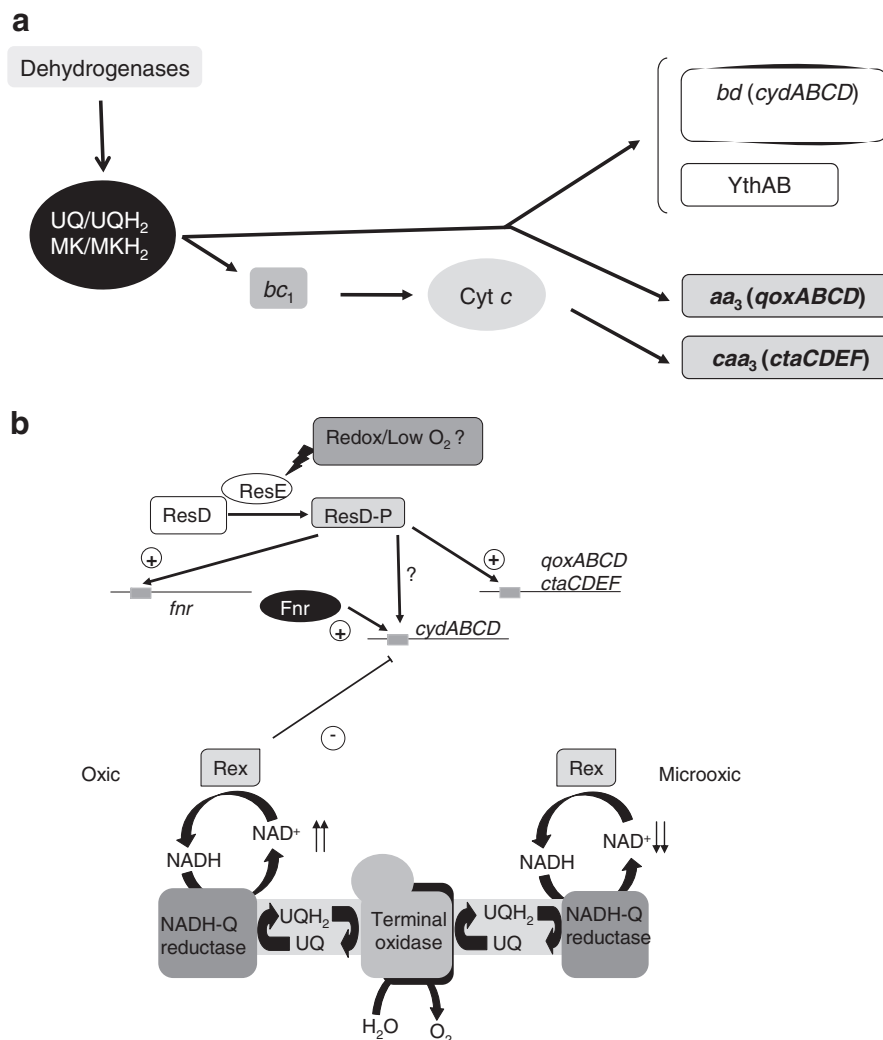 a
Dehydrogenases
UQ/UQH₂
MK/MKH₂
bc₁
Cyt c
bd (cydABCD)
YthAB
aa₃ (qoxABCD)
caa₃ (ctaCDEF)
b
Redox/Low O₂ ?
ResE
ResD
ResD-P
+
fnr
Fnr
+
?
cydABCD
+
qoxABCD
ctaCDEF
-
Oxic
Rex
NADH
NAD⁺
NADH-Q
reductase
UQH₂
UQ
Terminal
oxidase
H₂O
O₂
UQH₂
UQ
Rex
Microoxic
NADH
NAD⁺
NADH-Q
reductase